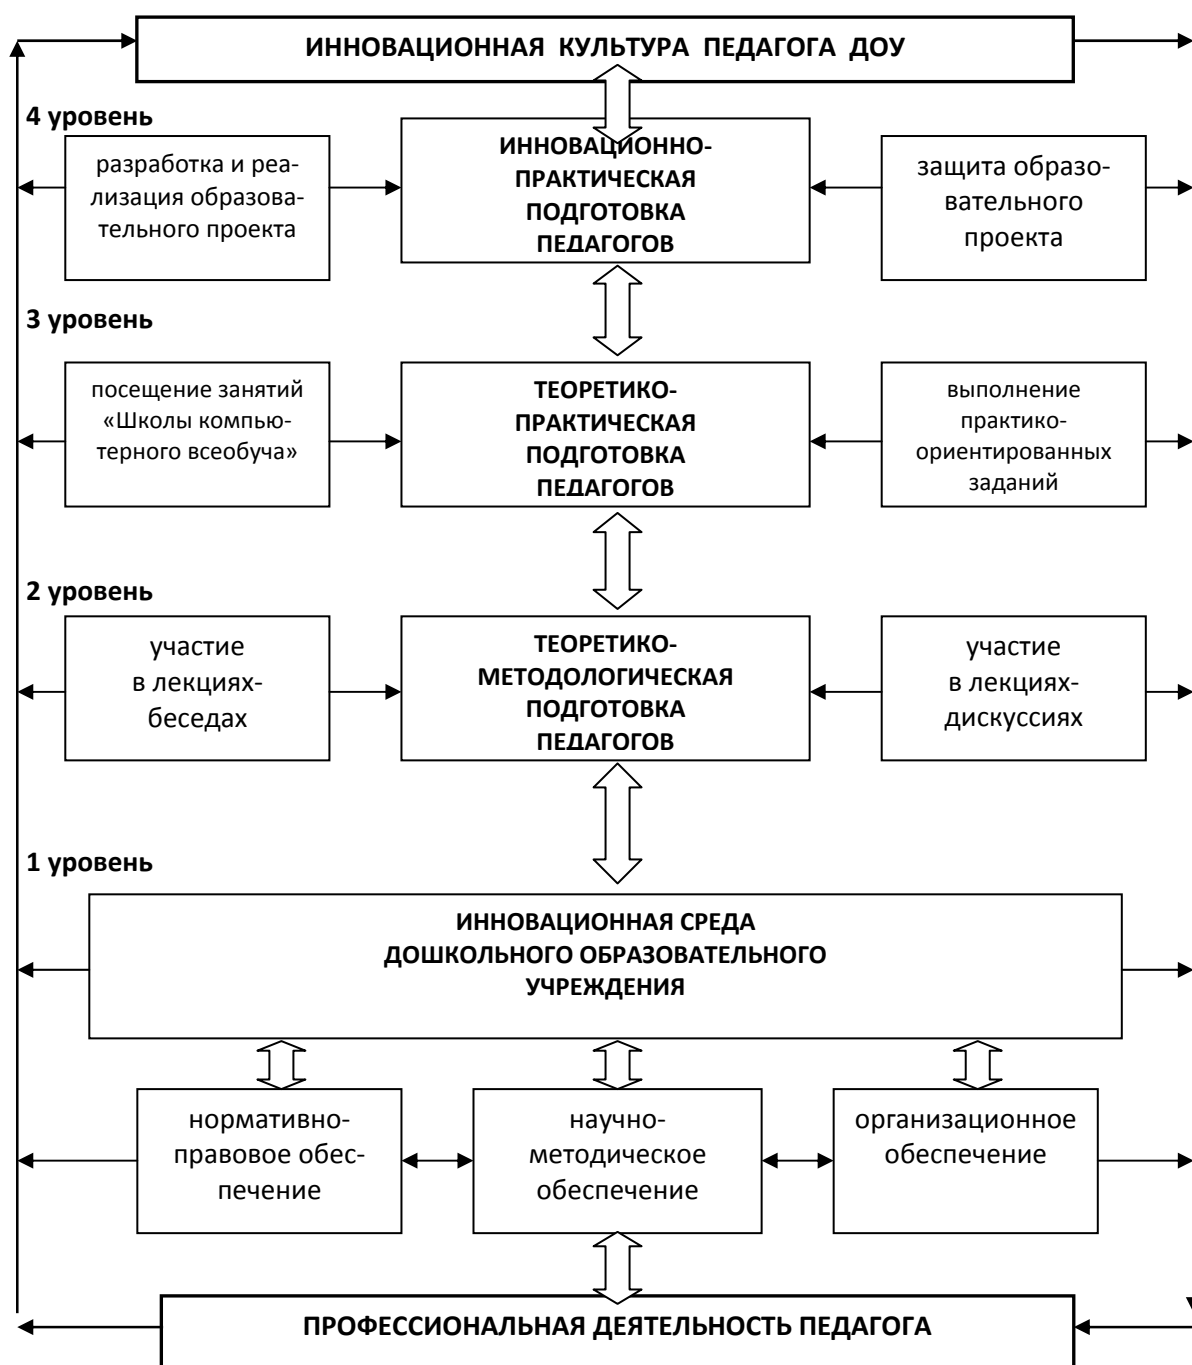 ИННОВАЦИОННАЯ КУЛЬТУРА ПЕДАГОГА ДОУ
4 уровень
разработка и реа-
лизация образова-
тельного проекта
ИННОВАЦИОННО-
ПРАКТИЧЕСКАЯ
ПОДГОТОВКА
ПЕДАГОГОВ
защита образо-
вательного
проекта
3 уровень
посещение занятий
«Школы компью-
терного всеобуча»
ТЕОРЕТИКО-
ПРАКТИЧЕСКАЯ
ПОДГОТОВКА
ПЕДАГОГОВ
выполнение
практико-
ориентированных
заданий
2 уровень
участие
в лекциях-
беседах
ТЕОРЕТИКО-
МЕТОДОЛОГИЧЕСКАЯ
ПОДГОТОВКА
ПЕДАГОГОВ
участие
в лекциях-
дискуссиях
1 уровень
ИННОВАЦИОННАЯ СРЕДА
ДОШКОЛЬНОГО ОБРАЗОВАТЕЛЬНОГО
УЧРЕЖДЕНИЯ
нормативно-
правовое обес-
печение
научно-
методическое
обеспечение
организационное
обеспечение
ПРОФЕССИОНАЛЬНАЯ ДЕЯТЕЛЬНОСТЬ ПЕДАГОГА